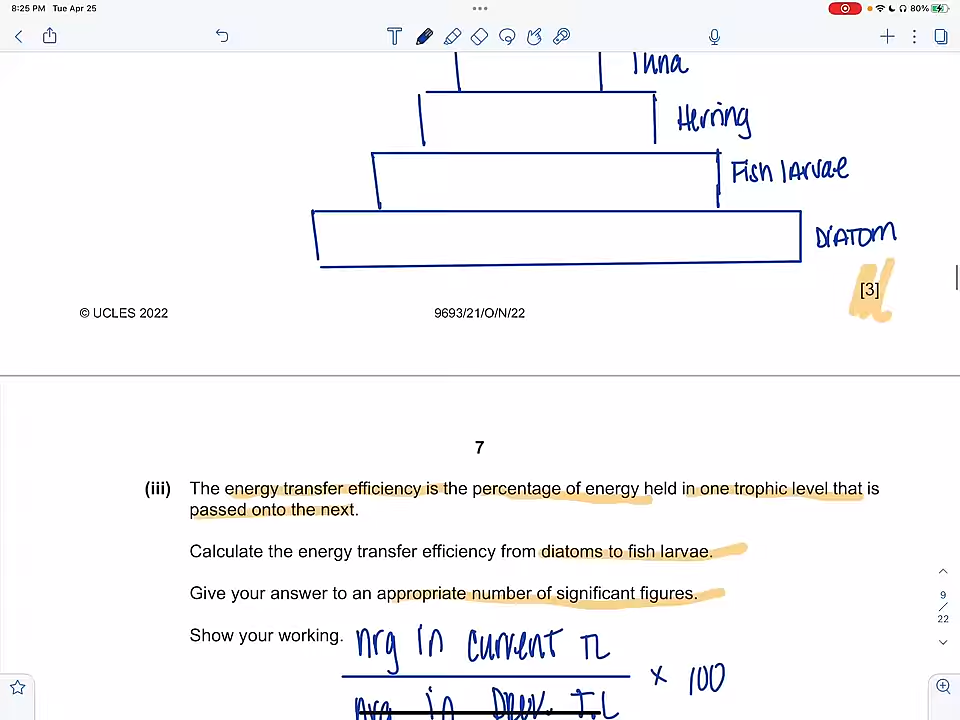 8:25 PM Tue Apr 25
80%
Tuna
Herring
Fish larvae
DIATOM
[3]
© UCLES 2022
9693/21/O/N/22
7
(iii) The energy transfer efficiency is the percentage of energy held in one trophic level that is
passed onto the next.
Calculate the energy transfer efficiency from diatoms to fish larvae.
Give your answer to an appropriate number of significant figures.
Show your working.
nrg in current TL
x 100
nrg in prev. T.L
9
/
22